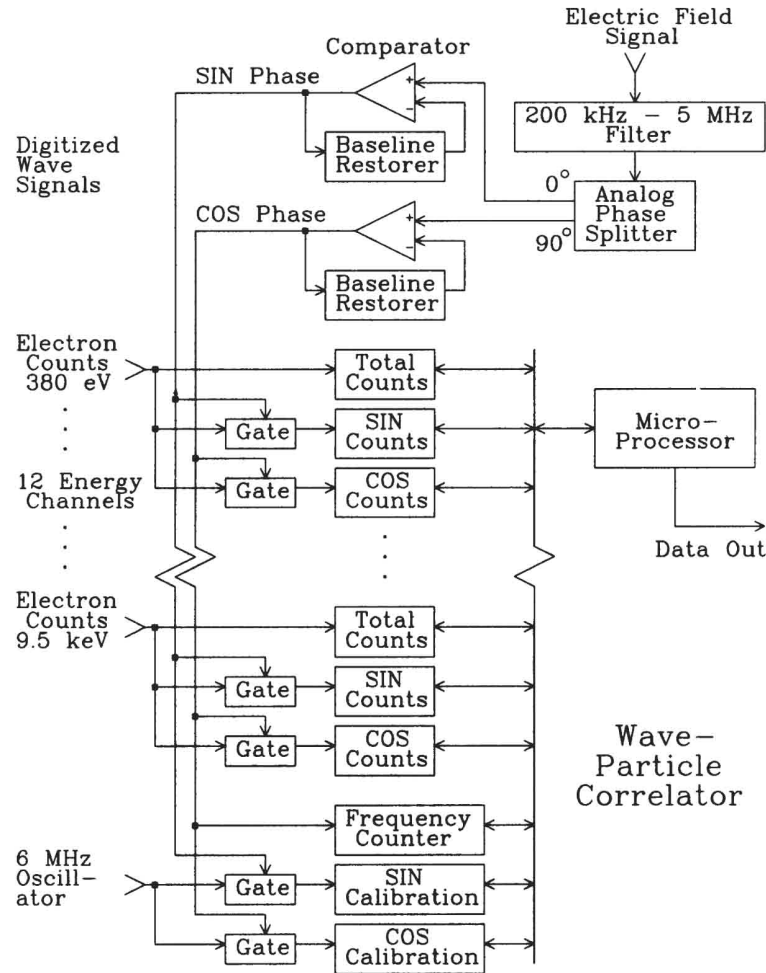 Electric Field
Signal
Comparator
SIN Phase
+
−
200 kHz − 5 MHz
Filter
Digitized
Wave
Signals
Baseline
Restorer
0°
Analog
Phase
Splitter
COS Phase
+
−
90°
Baseline
Restorer
Electron
Counts
380 eV
Total
Counts
Gate
SIN
Counts
Micro−
Processor
12 Energy
Channels
Gate
COS
Counts
Data Out
Electron
Counts
9.5 keV
Total
Counts
Gate
SIN
Counts
Gate
COS
Counts
Wave−
Particle
Correlator
Frequency
Counter
6 MHz
Oscill−
ator
Gate
SIN
Calibration
Gate
COS
Calibration